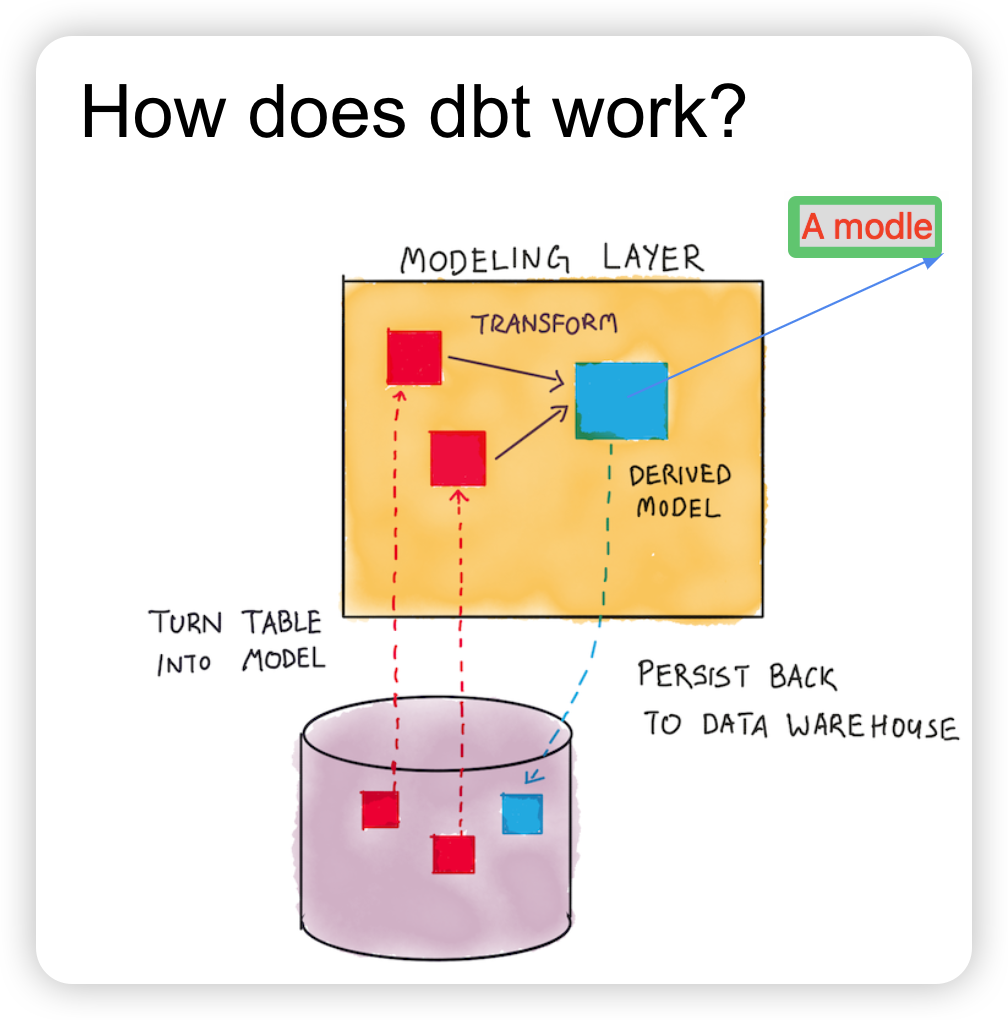 How does dbt work?
A modle
MODELING LAYER
TRANSFORM
DERIVED
MODEL
TURN TABLE
INTO MODEL
PERSIST BACK
TO DATA WAREHOUSE